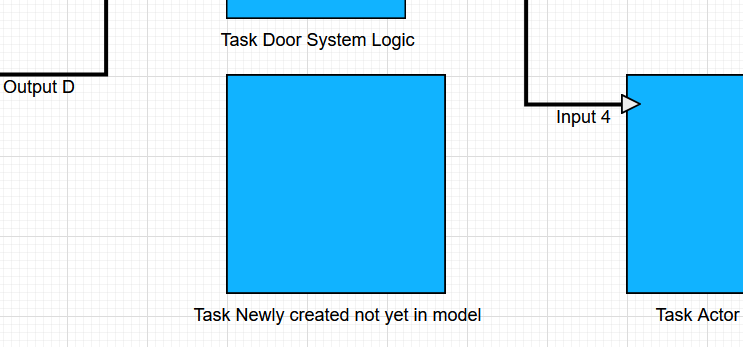 Task Door System Logic
Output D
Input 4
Task Newly created not yet in model
Task Actor